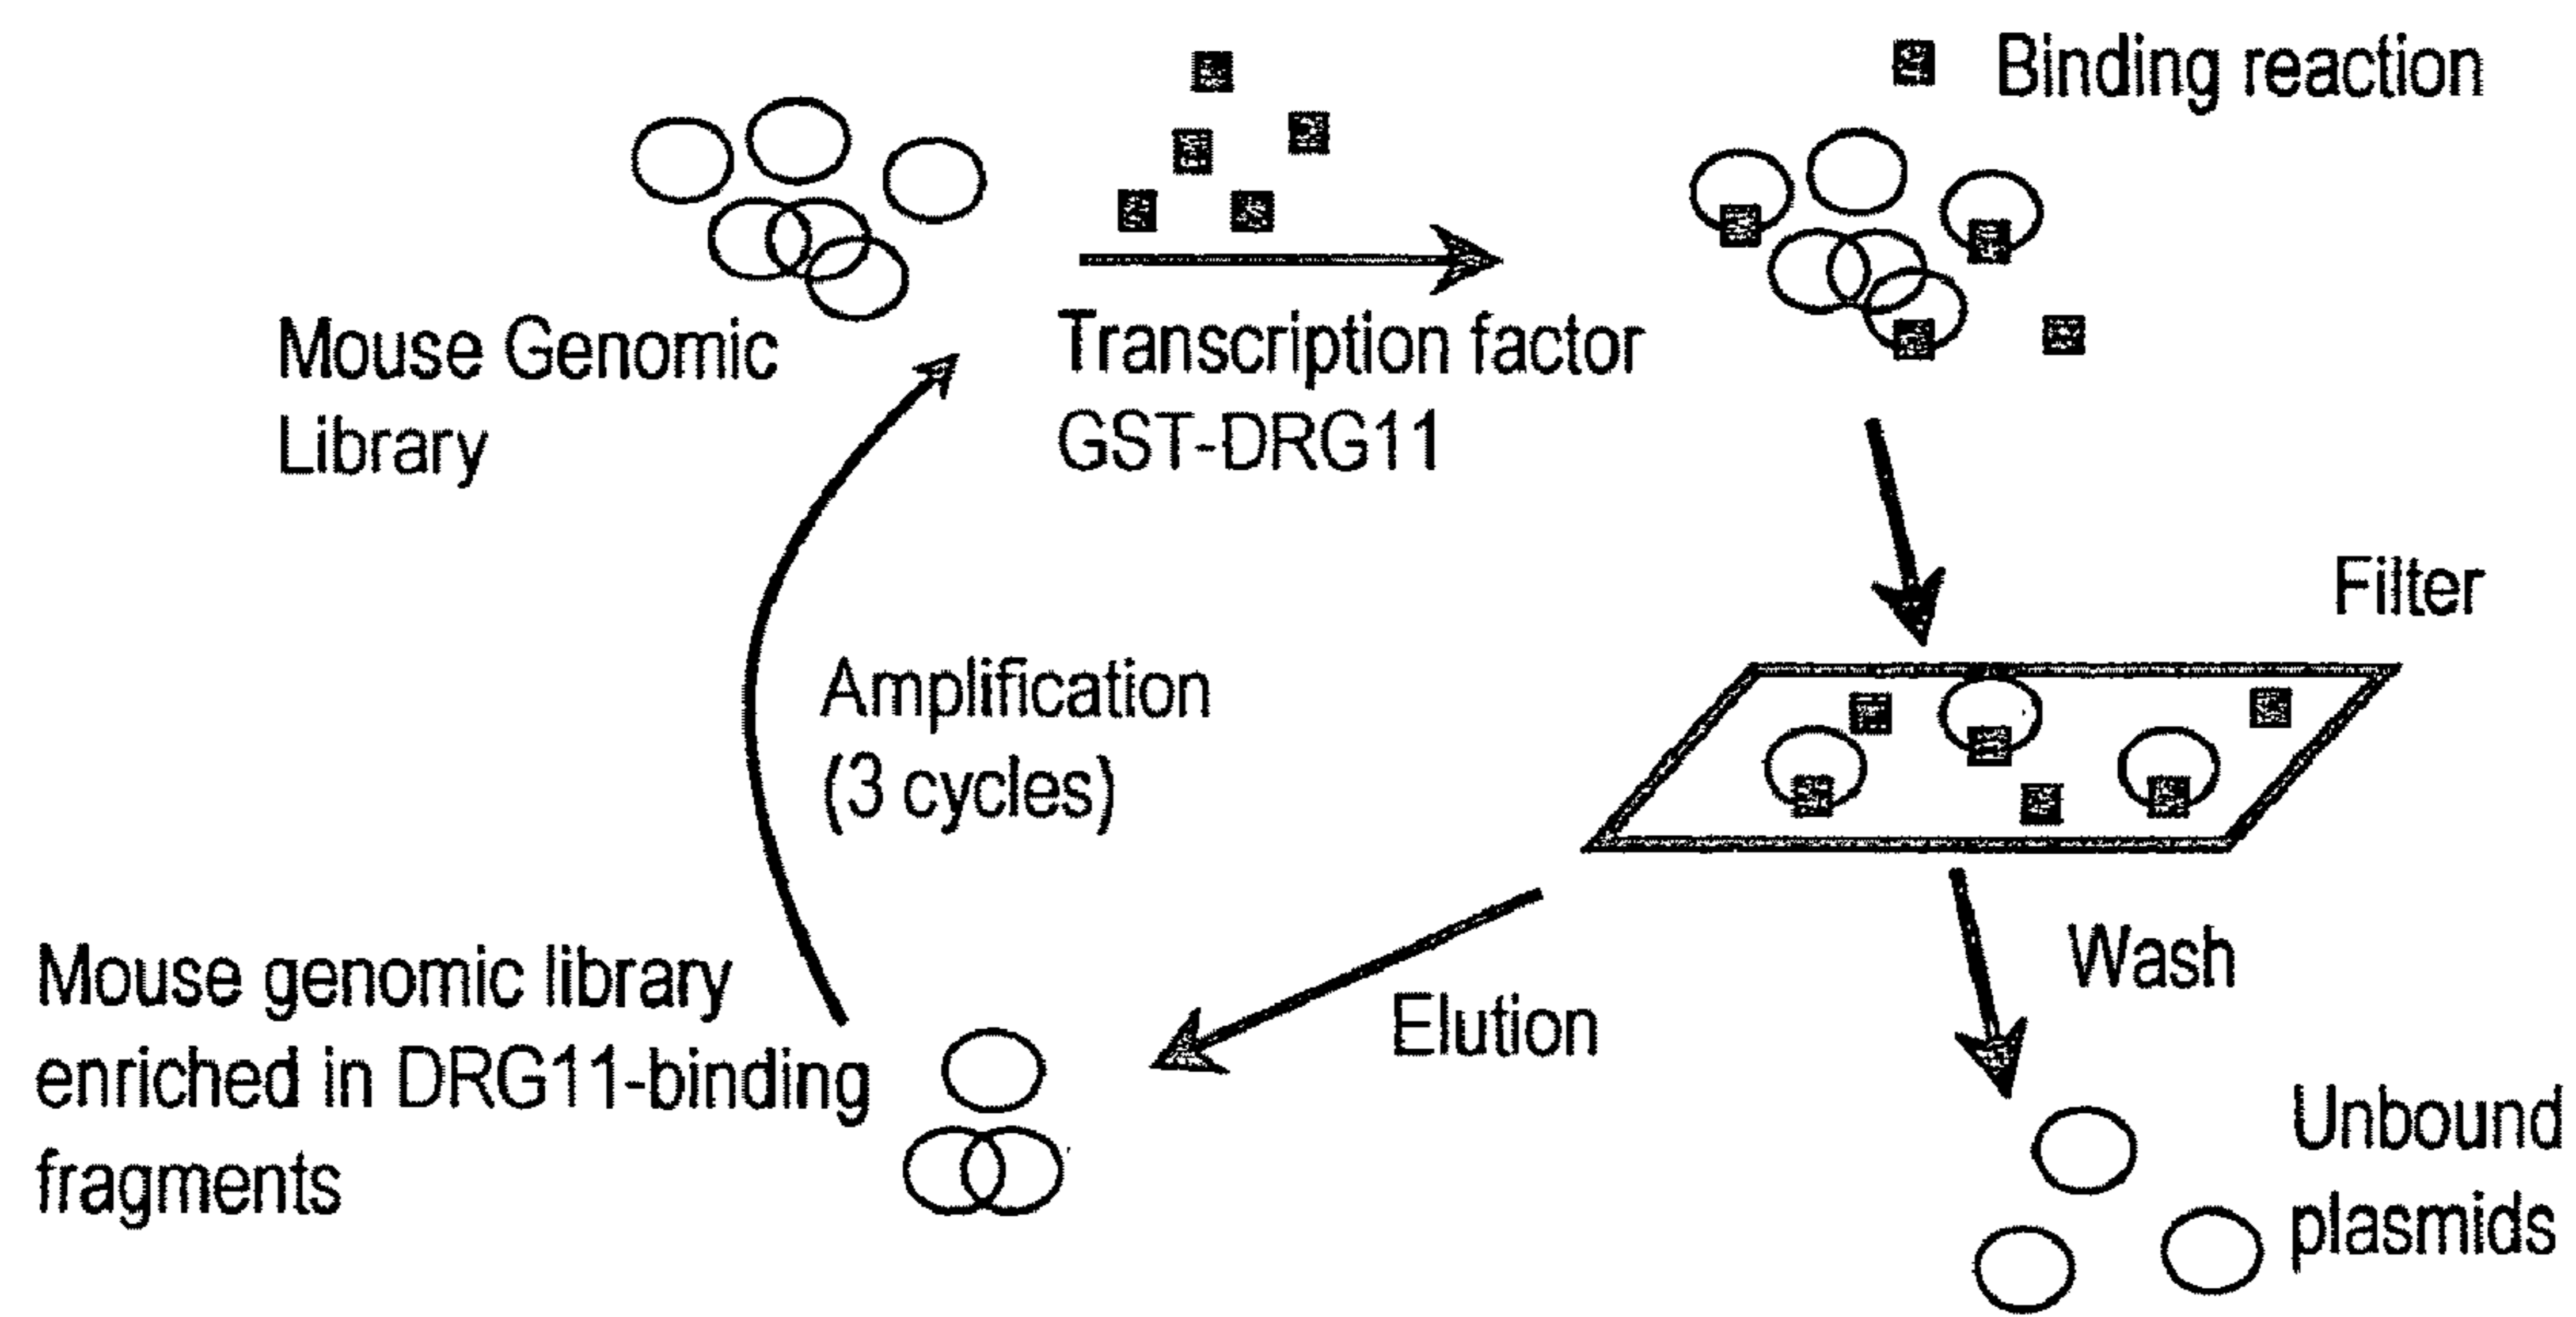 Binding reaction
Mouse Genomic
Library
Transcription factor
GST-DRG11
Filter
Amplification
(3 cycles)
Wash
Elution
Mouse genomic library
enriched in DRG11-binding
fragments
Unbound
plasmids